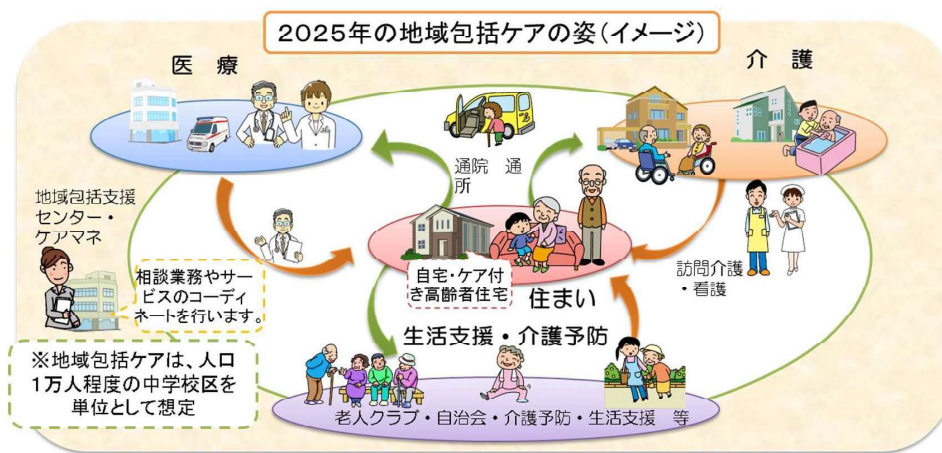 2025年の地域包括ケアの姿(イメージ)
医 療
介 護
通院 通
所
地域包括支援
センター・
ケアマネ
相談業務やサー
ビスのコーディ
ネートを行います。
自宅・ケア付
き高齢者住宅
住まい
訪問介護
・看護
生活支援・介護予防
※地域包括ケアは、人口
1万人程度の中学校区を
単位として想定
老人クラブ・自治会・介護予防・生活支援 等